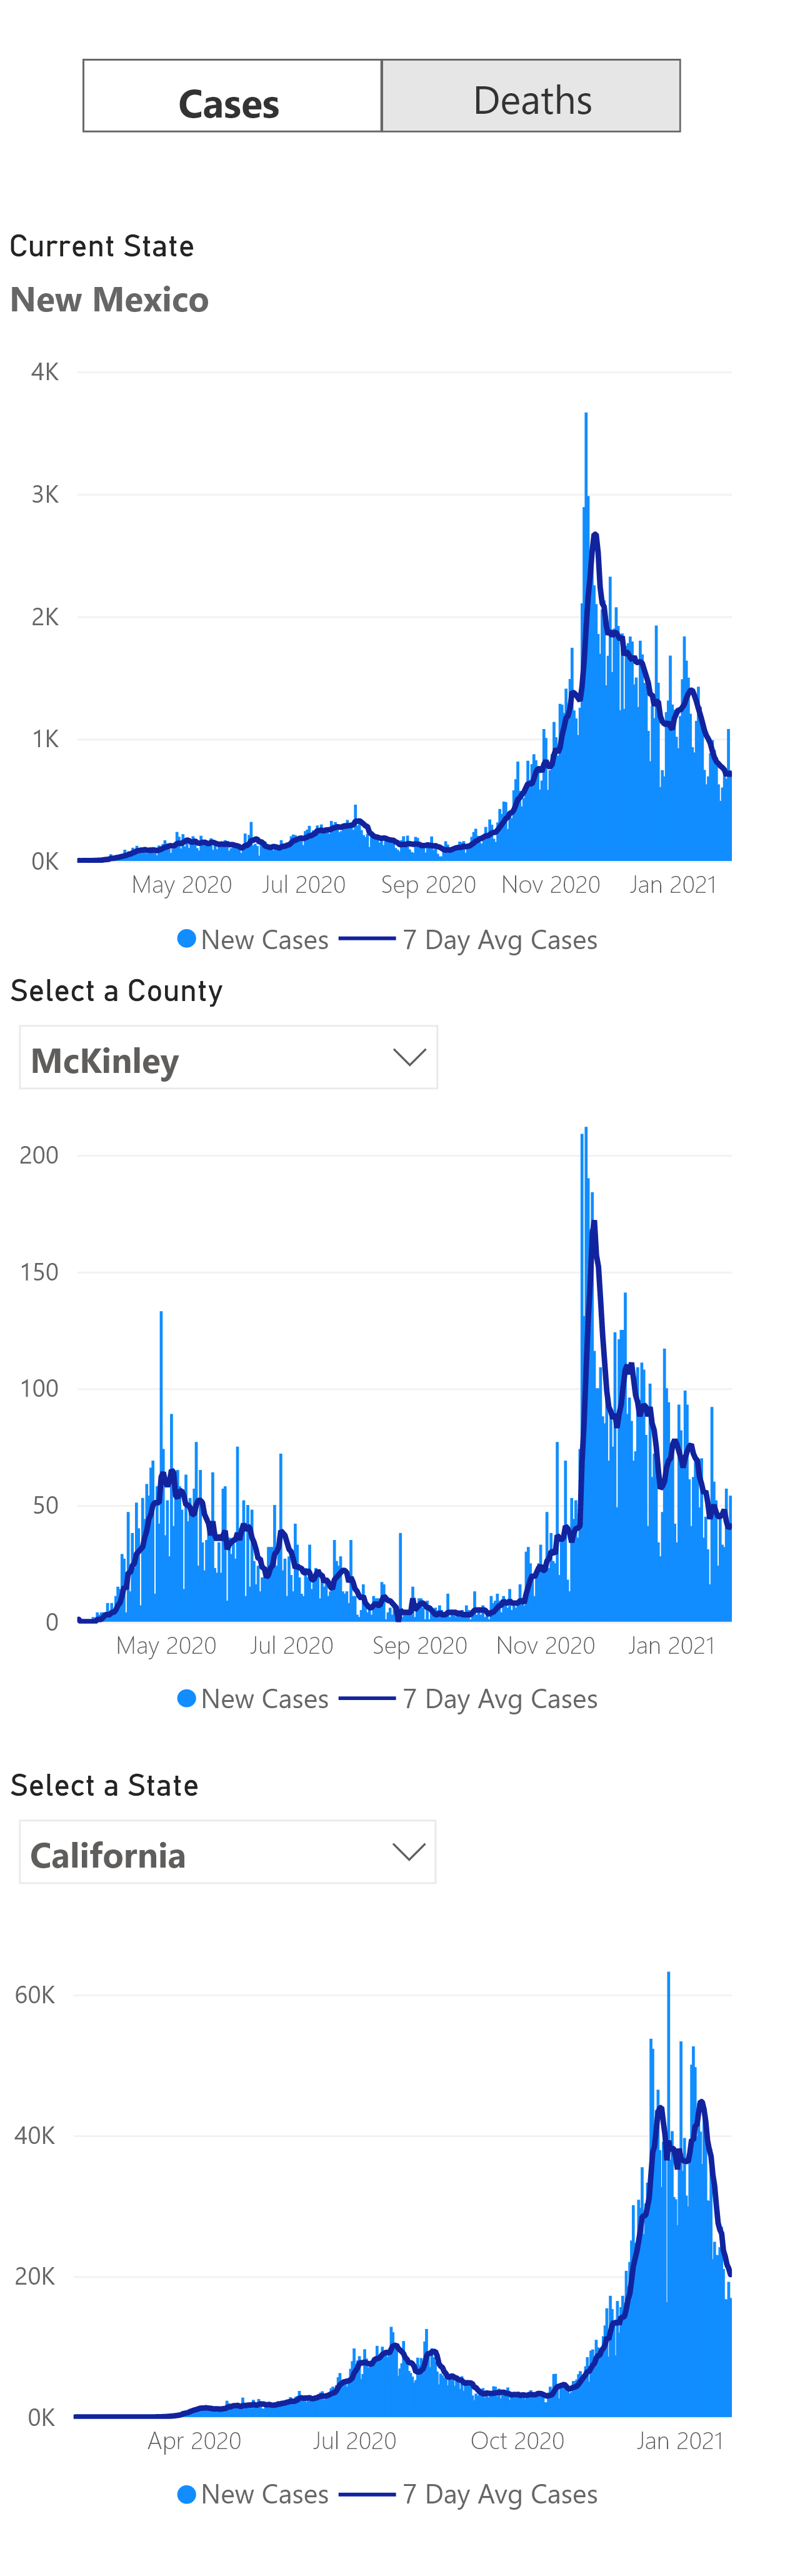 Cases Deaths
Current State
New Mexico
4K
3K
2K
1K
0K
May 2020 Jul 2020 Sep 2020 Nov 2020 Jan 2021
New Cases 7 Day Avg Cases
Select a County
McKinley
200
150
100
50
0
May 2020 Jul 2020 Sep 2020 Nov 2020 Jan 2021
New Cases 7 Day Avg Cases
Select a State
California
60K
40K
20K
0K
Apr 2020 Jul 2020 Oct 2020 Jan 2021
New Cases 7 Day Avg Cases